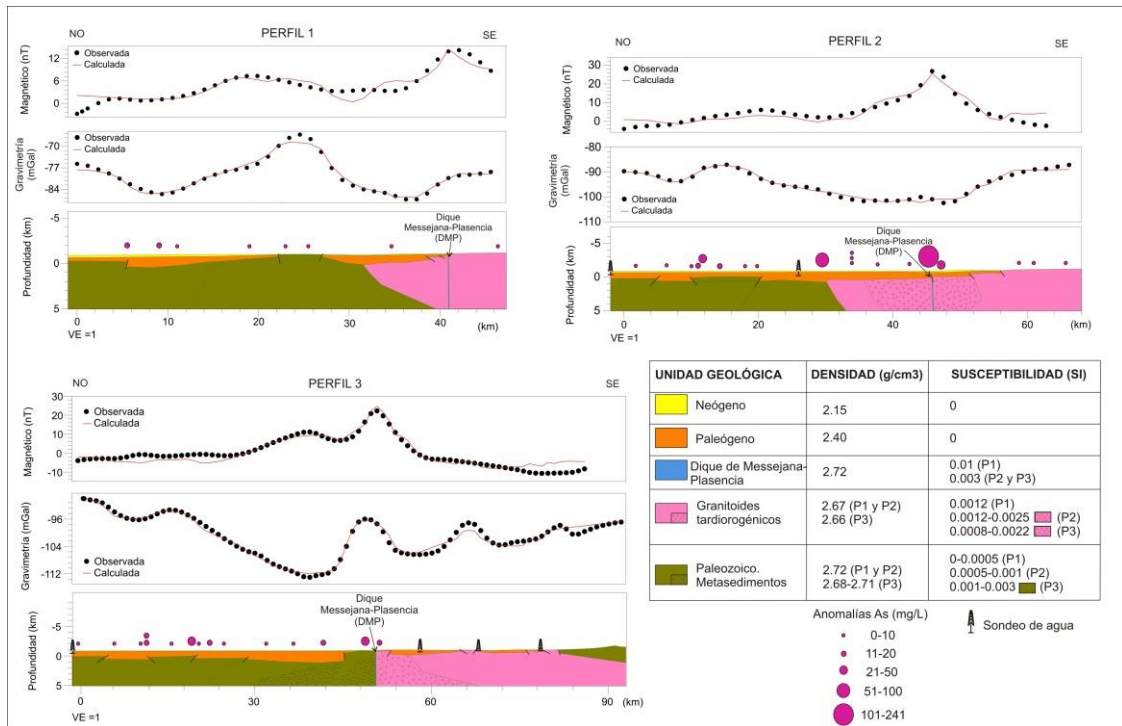 NO
PERFIL 1
SE
Magnético (nT)
12
6
0
Observada
Calculada
Gravimetría
(mGal)
-70
-77
-84
Observada
Calculada
Profundidad (km)
-5
0
5
Dique
Messejana-Plasencia
(DMP)
0 10 20 30 40 (km)
VE =1
NO
PERFIL 2
SE
Magnético (nT)
30
20
10
0
Observada
Calculada
Gravimetría
(mGal)
-80
-90
-100
-110
Observada
Calculada
Profundidad (km)
-5
0
5
Dique
Messejana-Plasencia
(DMP)
0 20 40 60 (km)
VE =1
NO
PERFIL 3
SE
Magnético (nT)
30
20
10
0
-10
Observada
Calculada
Gravimetría (mGal)
-96
-104
-112
Observada
Calculada
Profundidad (km)
-5
0
5
Dique
Messejana-Plasencia
(DMP)
0 30 60 90
(km)
VE =1
UNIDAD GEOLÓGICA DENSIDAD (g/cm3) SUSCEPTIBILIDAD (SI)
Neógeno 2.15 0
Paleógeno 2.40 0
Dique de Messejana-
Plasencia
2.72
0.01 (P1)
0.003 (P2 y P3)
Granitoides
tardiorogénicos
2.67 (P1 y P2)
2.66 (P3)
0.0012 (P1)
0.0012-0.0025 (P2)
0.0008-0.0022 (P3)
Paleozoico.
Metasedimentos
2.72 (P1 y P2)
2.68-2.71 (P3)
0-0.0005 (P1)
0.0005-0.001 (P2)
0.001-0.003 (P3)
Anomalías As (mg/L)
0-10
11-20
21-50
51-100
101-241
Sondeo de agua